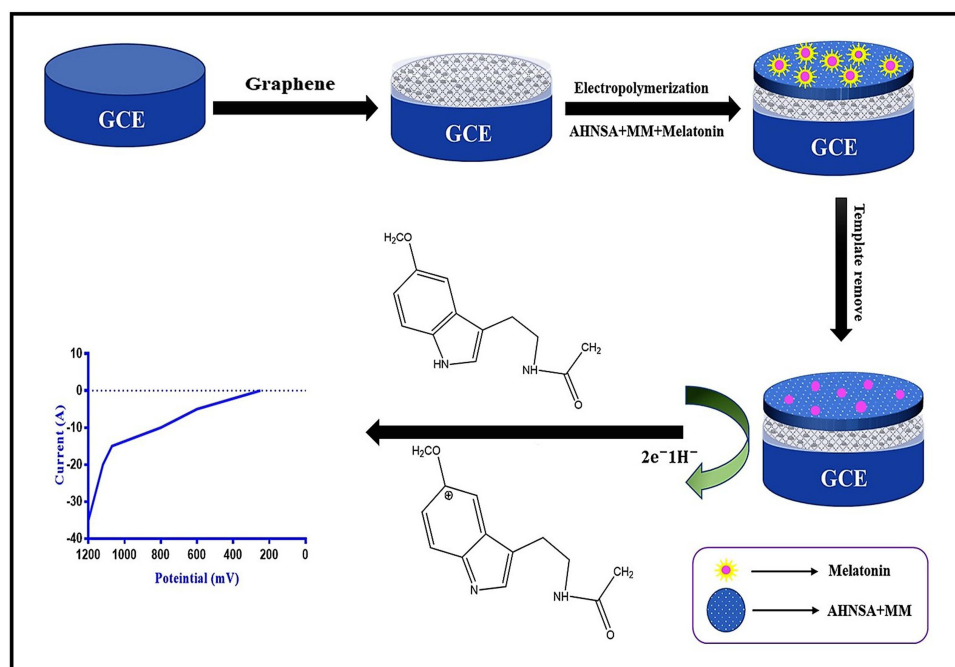 GCE
Graphene
GCE
Electropolymerization
AHNSA+MM+Melatonin
GCE
Template remove
H₂CO
HN
NH
CH₂
O
10
0
-10
-20
-30
-40
Current (A)
1200 1000 800 600 400 200 0
Poteintial (mV)
2e⁻1H⁻
GCE
H₂CO
⊕
N
NH
CH₂
O
Melatonin
AHNSA+MM